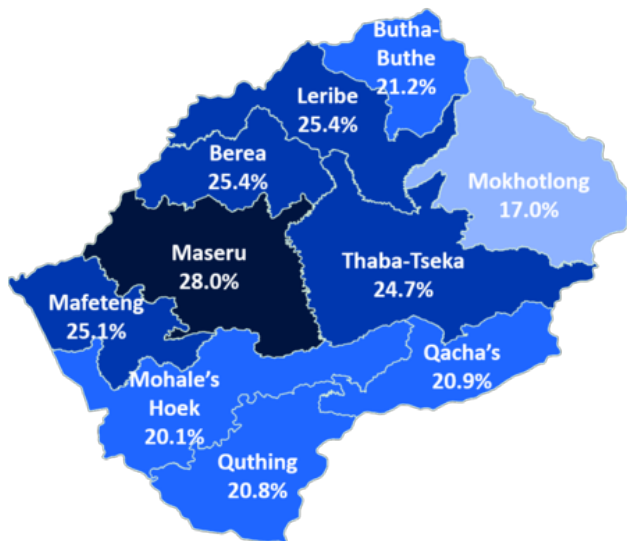 Butha-
Buthe
21.2%
Leribe
25.4%
Berea
25.4%
Mokhotlong
17.0%
Maseru
28.0%
Thaba-Tseka
24.7%
Mafeteng
25.1%
Qacha's
20.9%
Mohale's
Hoek
20.1%
Quthing
20.8%